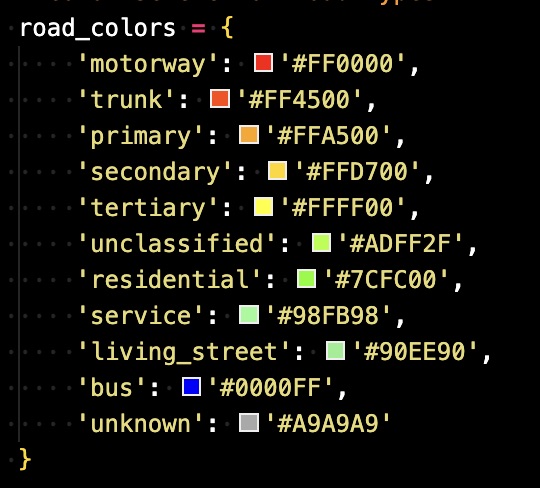 road_colors = {
'motorway': '#FF0000',
'trunk': '#FF4500',
'primary': '#FFA500',
'secondary': '#FFD700',
'tertiary': '#FFFF00',
'unclassified': '#ADFF2F',
'residential': '#7CFC00',
'service': '#98FB98',
'living_street': '#90EE90',
'bus': '#0000FF',
'unknown': '#A9A9A9'
}